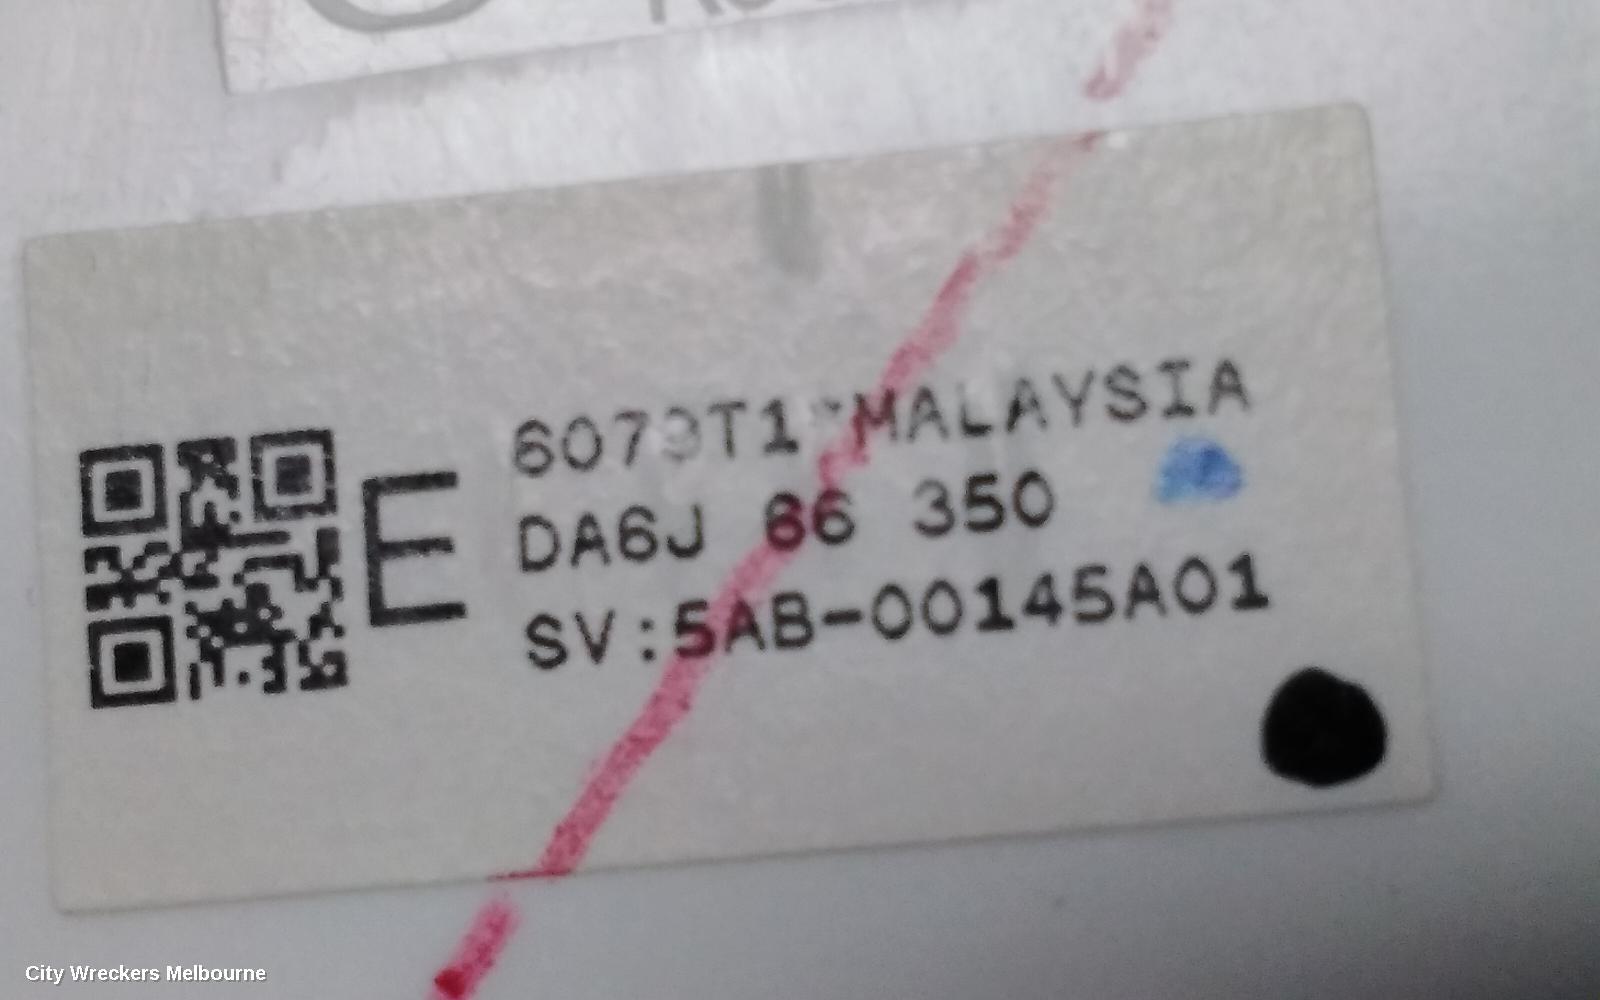 E
MALAYSIA
DA6J 66 350
SV:5AB-00145A01
City Wreckers Melbourne